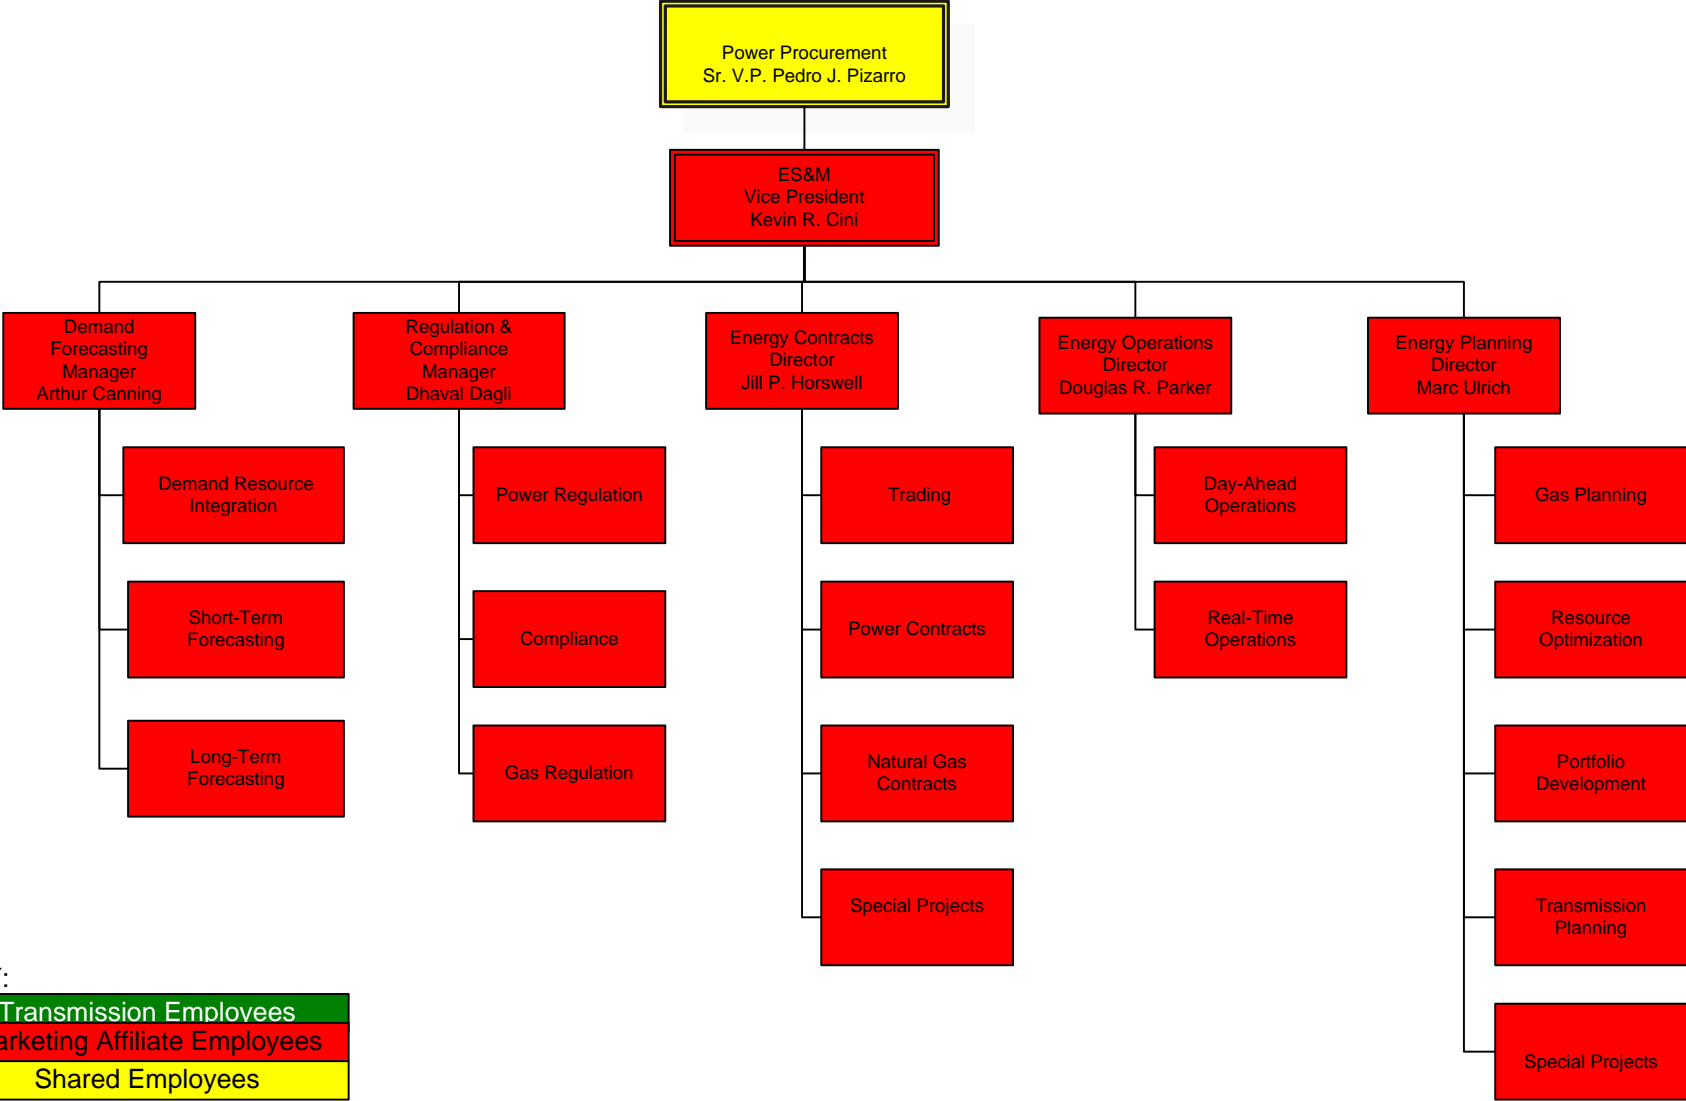 Power Procurement
Sr. V.P. Pedro J. Pizarro
ES&M
Vice President
Kevin R. Cini
Demand
Forecasting
Manager
Arthur Canning
Regulation &
Compliance
Manager
Dhaval Dagli
Energy Contracts
Director
Jill P. Horswell
Energy Operations
Director
Douglas R. Parker
Energy Planning
Director
Marc Ulrich
Demand Resource
Integration
Short-Term
Forecasting
Long-Term
Forecasting
Power Regulation
Compliance
Gas Regulation
Trading
Power Contracts
Natural Gas
Contracts
Special Projects
Day-Ahead
Operations
Real-Time
Operations
Gas Planning
Resource
Optimization
Portfolio
Development
Transmission
Planning
Special Projects
Transmission Employees
arketing Affiliate Employees
Shared Employees